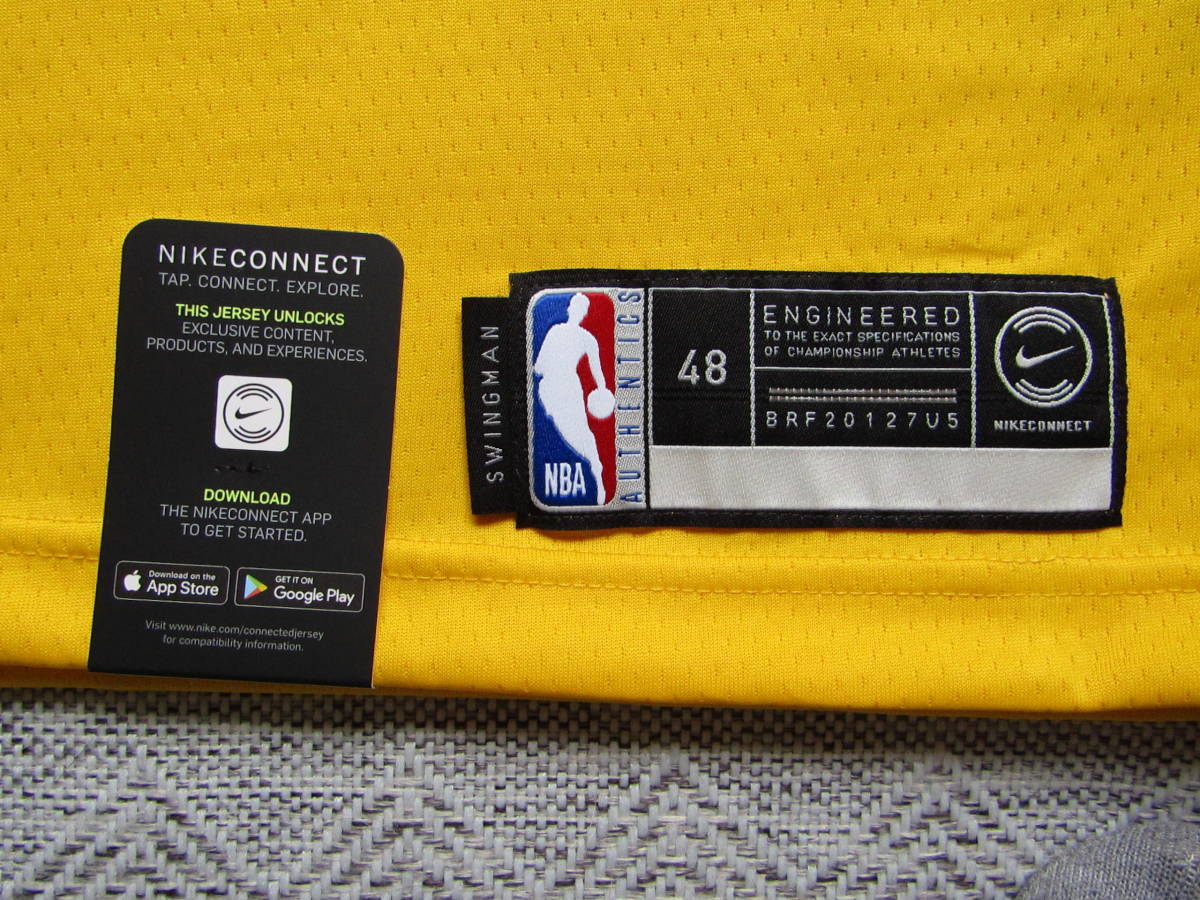 NIKECONNECT
TAP. CONNECT. EXPLORE.
THIS JERSEY UNLOCKS
EXCLUSIVE CONTENT,
PRODUCTS, AND EXPERIENCES.
DOWNLOAD
THE NIKECONNECT APP
TO GET STARTED.
Download on the
App Store
GET IT ON
Google Play
Visit www.nike.com/connectedjersey
for compatibility information.
SWINGMAN
NBA
AUTHENTICS
48
ENGINEERED
TO THE EXACT SPECIFICATIONS
OF CHAMPIONSHIP ATHLETES
BRF20127U5
NIKECONNECT